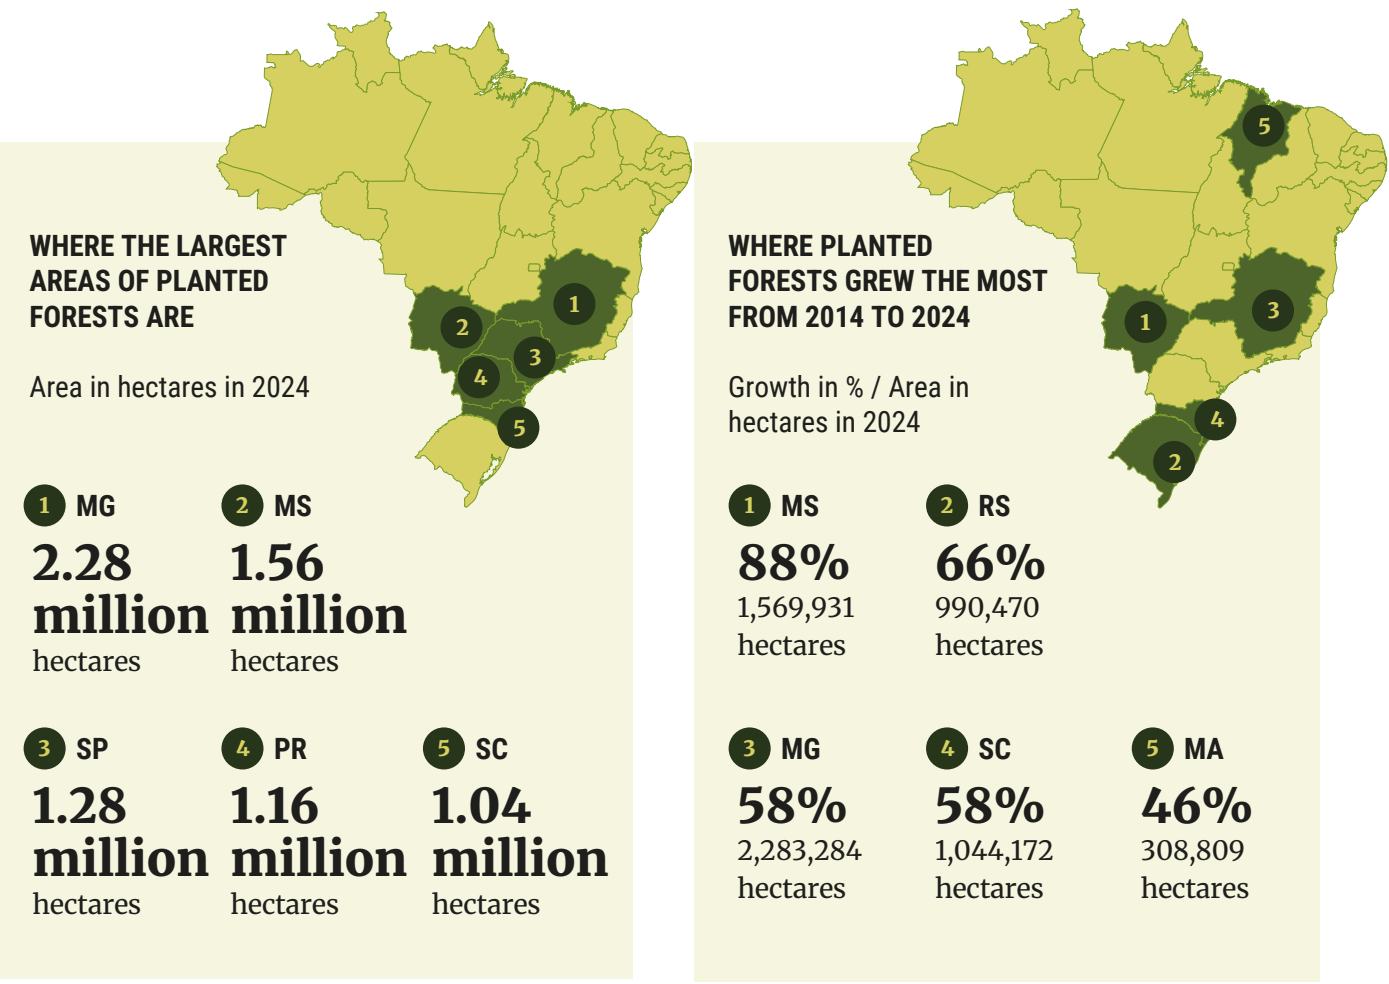 WHERE THE LARGEST
AREAS OF PLANTED
FORESTS ARE
Area in hectares in 2024
1
2
3
4
5
1 MG
2.28
million
hectares
2 MS
1.56
million
hectares
3 SP
1.28
million
hectares
4 PR
1.16
million
hectares
5 SC
1.04
million
hectares
WHERE PLANTED
FORESTS GREW THE MOST
FROM 2014 TO 2024
Growth in % / Area in
hectares in 2024
5
3
1
4
2
1 MS
88%
1,569,931
hectares
2 RS
66%
990,470
hectares
3 MG
58%
2,283,284
hectares
4 SC
58%
1,044,172
hectares
5 MA
46%
308,809
hectares